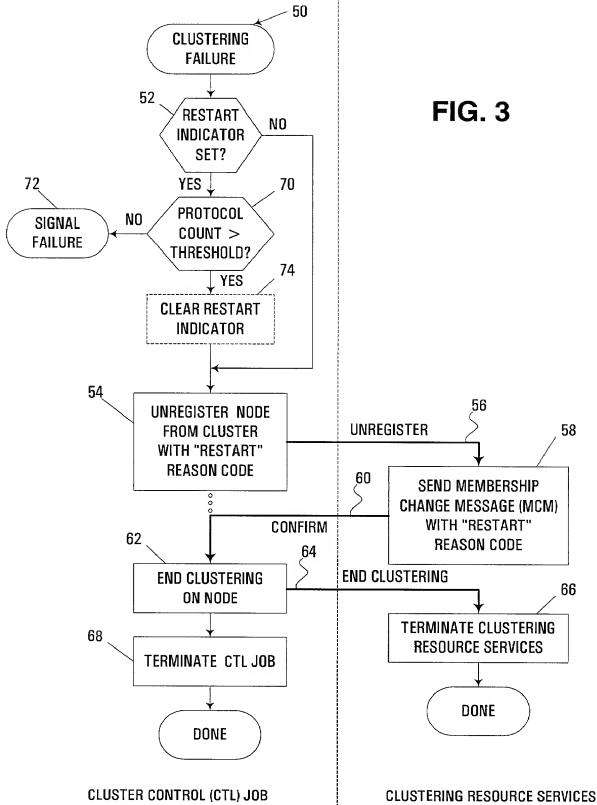 50
CLUSTERING
FAILURE
FIG. 3
52
RESTART
INDICATOR
SET?
NO
YES
72
70
SIGNAL
FAILURE
NO
PROTOCOL
COUNT >
THRESHOLD?
YES
74
CLEAR RESTART
INDICATOR
54
UNREGISTER NODE
FROM CLUSTER
WITH "RESTART"
REASON CODE
UNREGISTER
56
58
SEND MEMBERSHIP
CHANGE MESSAGE (MCM)
WITH "RESTART"
REASON CODE
60
CONFIRM
62
END CLUSTERING
ON NODE
64
END CLUSTERING
66
TERMINATE CLUSTERING
RESOURCE SERVICES
68
TERMINATE CTL JOB
DONE
DONE
CLUSTER CONTROL (CTL) JOB
CLUSTERING RESOURCE SERVICES